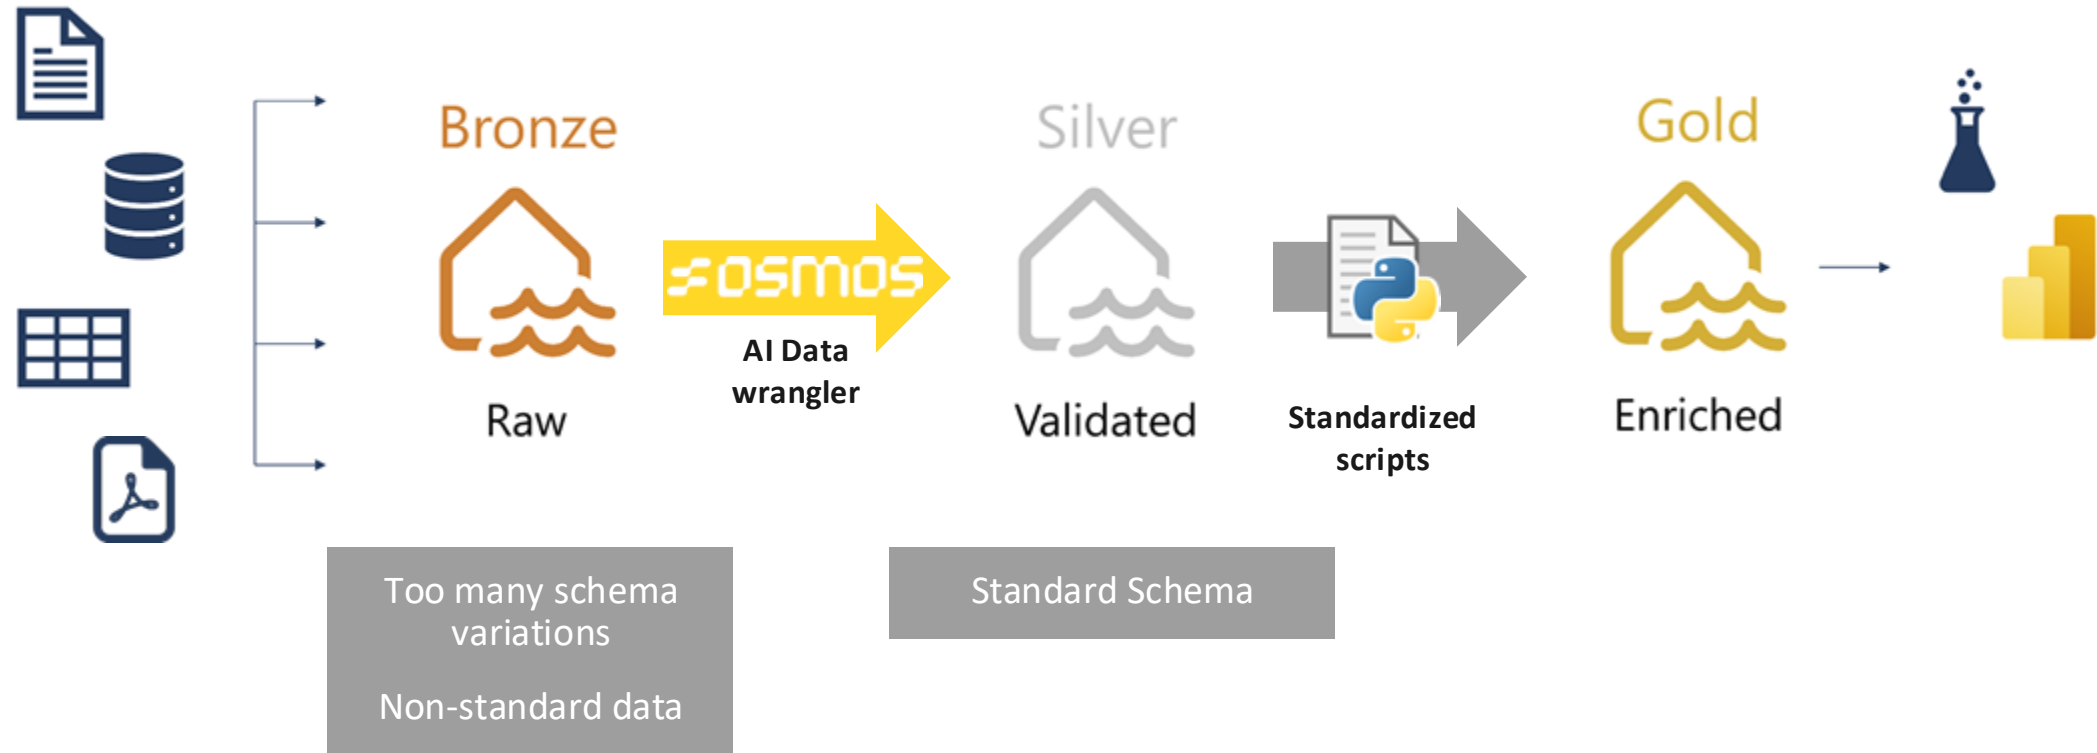 Bronze
Raw
osmos
AI Data
wrangler
Silver
Validated
Standardized
scripts
Gold
Enriched
Too many schema
variations
Non-standard data
Standard Schema